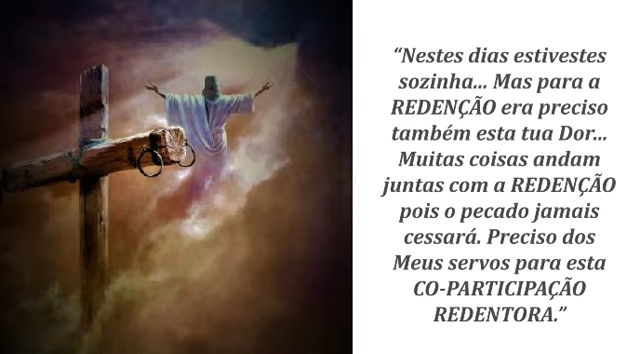 “Nestes dias estivestes
sozinha... Mas para a
REDENÇÃO era preciso
também esta tua Dor...
Muitas coisas andam
juntas com a REDENÇÃO
pois o pecado jamais
cessará. Preciso dos
Meus servos para esta
CO-PARTICIPAÇÃO
REDENTORA.”